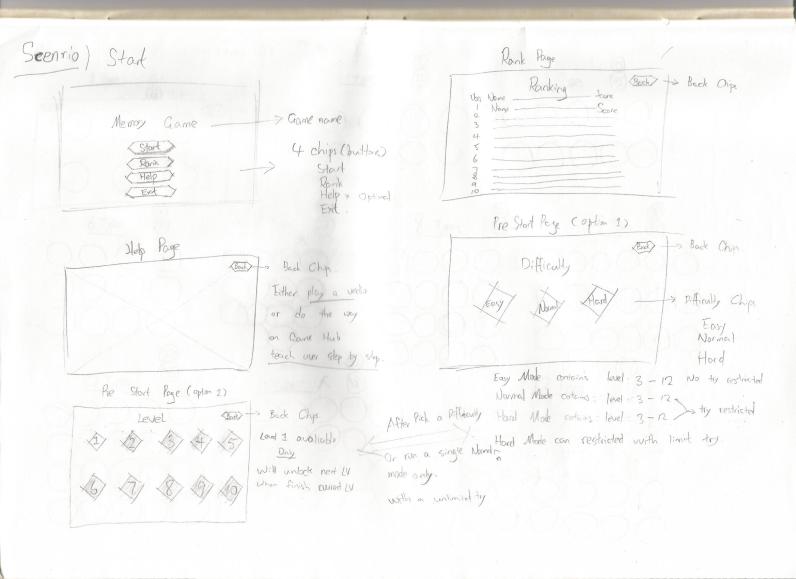 Scenrio) Start
Memory Game
Game name
Start
Rank
Help
Exit
4 chips (buttons)
Start
Rank
Help > Optional
Exit
Rank Page
Ranking
Back
Back Chips
Name Score
1 Name Score
2
3
4
5
6
7
8
9
10
Help Page
Back
Back Chip
Either play a video
or do the way
on Game Hub
teach user step by step.
Pre Start Page (option 1)
Back
Back Chip
Difficulty
Easy Normal Hard
Difficulty Chips
Easy
Normal
Hard
Easy Mode contains level: 3 - 12 No try restricted
Normal Mode contains: level: 3 - 12
Hard Mode contains: level: 3 - 12
try restricted
Hard Mode can restricted with limit try
Pre Start Page (option 2)
Level
Back
Back Chips
1 2 3 4 5
6 7 8 9 10
Level 1 available
Only
Will unlock next LV
when finish current LV
After Pick a Difficulty
Or run a single Normal
mode only.
with a unlimited try